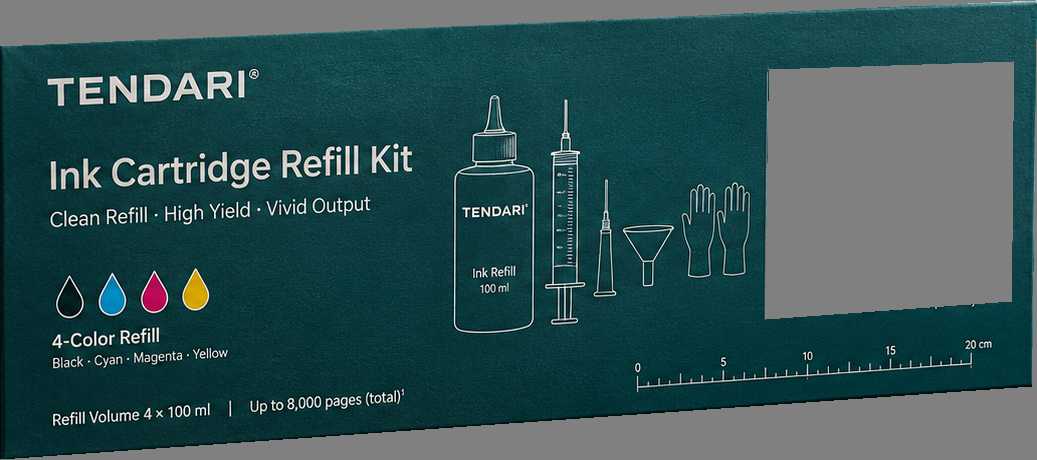 TENDARI®
Ink Cartridge Refill Kit
Clean Refill · High Yield · Vivid Output
TENDARI®
Ink Refill
100 ml
4-Color Refill
Black · Cyan · Magenta · Yellow
Refill Volume 4 × 100 ml | Up to 8,000 pages (total)¹
0 5 10 15 20 cm